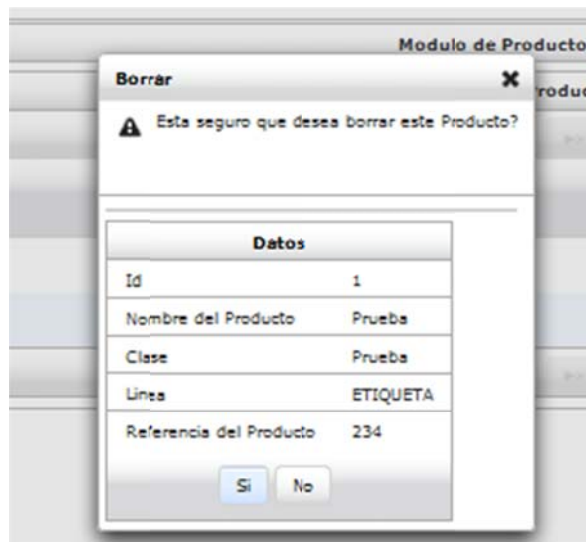 Modulo de Producto
Borrar
Esta seguro que desea borrar este Producto?
Datos
Id 1
Nombre del Producto Prueba
Clase Prueba
Linea ETIQUETA
Referencia del Producto 234
Si No